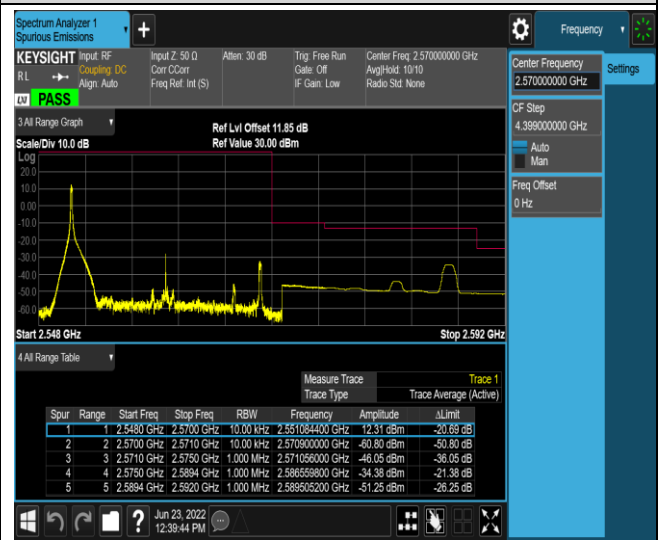 Spectrum Analyzer 1
Spurious Emissions
+
Frequency
KEYSIGHT Input: RF Input Z: 50 Ω Atten: 30 dB Trig: Free Run Center Freq: 2.570000000 GHz
RL Coupling: DC Corr CCorr Gate: Off Avg|Hold: 10/10
Align: Auto Freq Ref: Int (S) IF Gain: Low Radio Std: None
LXI PASS
Center Frequency
2.570000000 GHz
Settings
CF Step
4.399000000 GHz
Auto
Man
Freq Offset
0 Hz
3 All Range Graph
Ref Lvl Offset 11.85 dB
Scale/Div 10.0 dB Ref Value 30.00 dBm
Log
20.0
10.0
0.00
-10.0
-20.0
-30.0
-40.0
-50.0
-60.0
Start 2.548 GHz Stop 2.592 GHz
4 All Range Table
Measure Trace Trace 1
Trace Type Trace Average (Active)
Spur Range Start Freq Stop Freq RBW Frequency Amplitude ΔLimit
1 1 2.5480 GHz 2.5700 GHz 10.00 kHz 2.551084400 GHz 12.31 dBm -20.69 dB
2 2 2.5700 GHz 2.5710 GHz 10.00 kHz 2.570900000 GHz -60.80 dBm -50.80 dB
3 3 2.5710 GHz 2.5750 GHz 1.000 MHz 2.571056000 GHz -46.05 dBm -36.05 dB
4 4 2.5750 GHz 2.5894 GHz 1.000 MHz 2.586559800 GHz -34.38 dBm -21.38 dB
5 5 2.5894 GHz 2.5920 GHz 1.000 MHz 2.589505200 GHz -51.25 dBm -26.25 dB
? Jun 23, 2022
12:39:44 PM